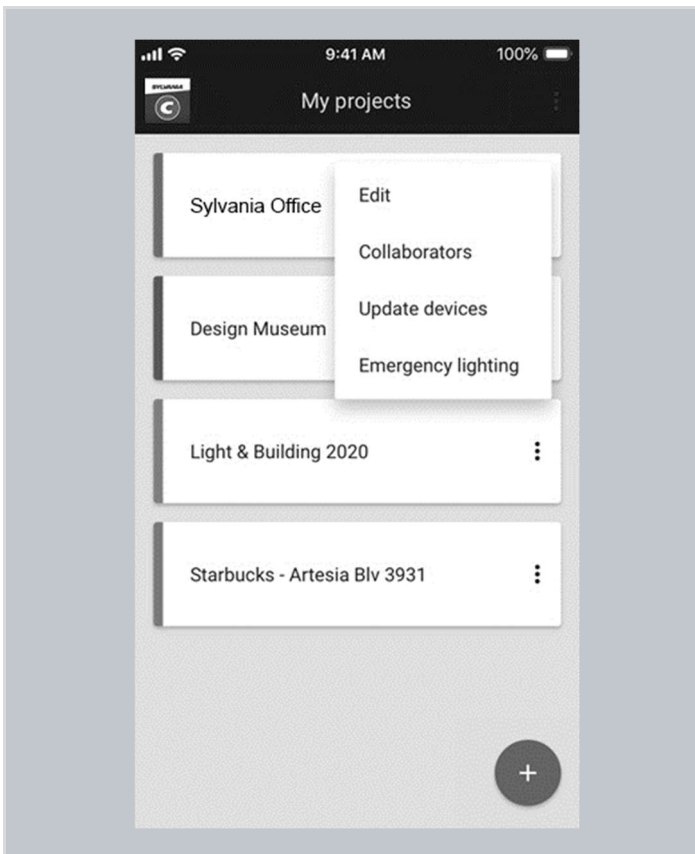 9:41 AM
100%
SYLVANIA
C
My projects
Sylvania Office
Edit
Collaborators
Design Museum
Update devices
Emergency lighting
Light & Building 2020
Starbucks - Artesia Blv 3931
+